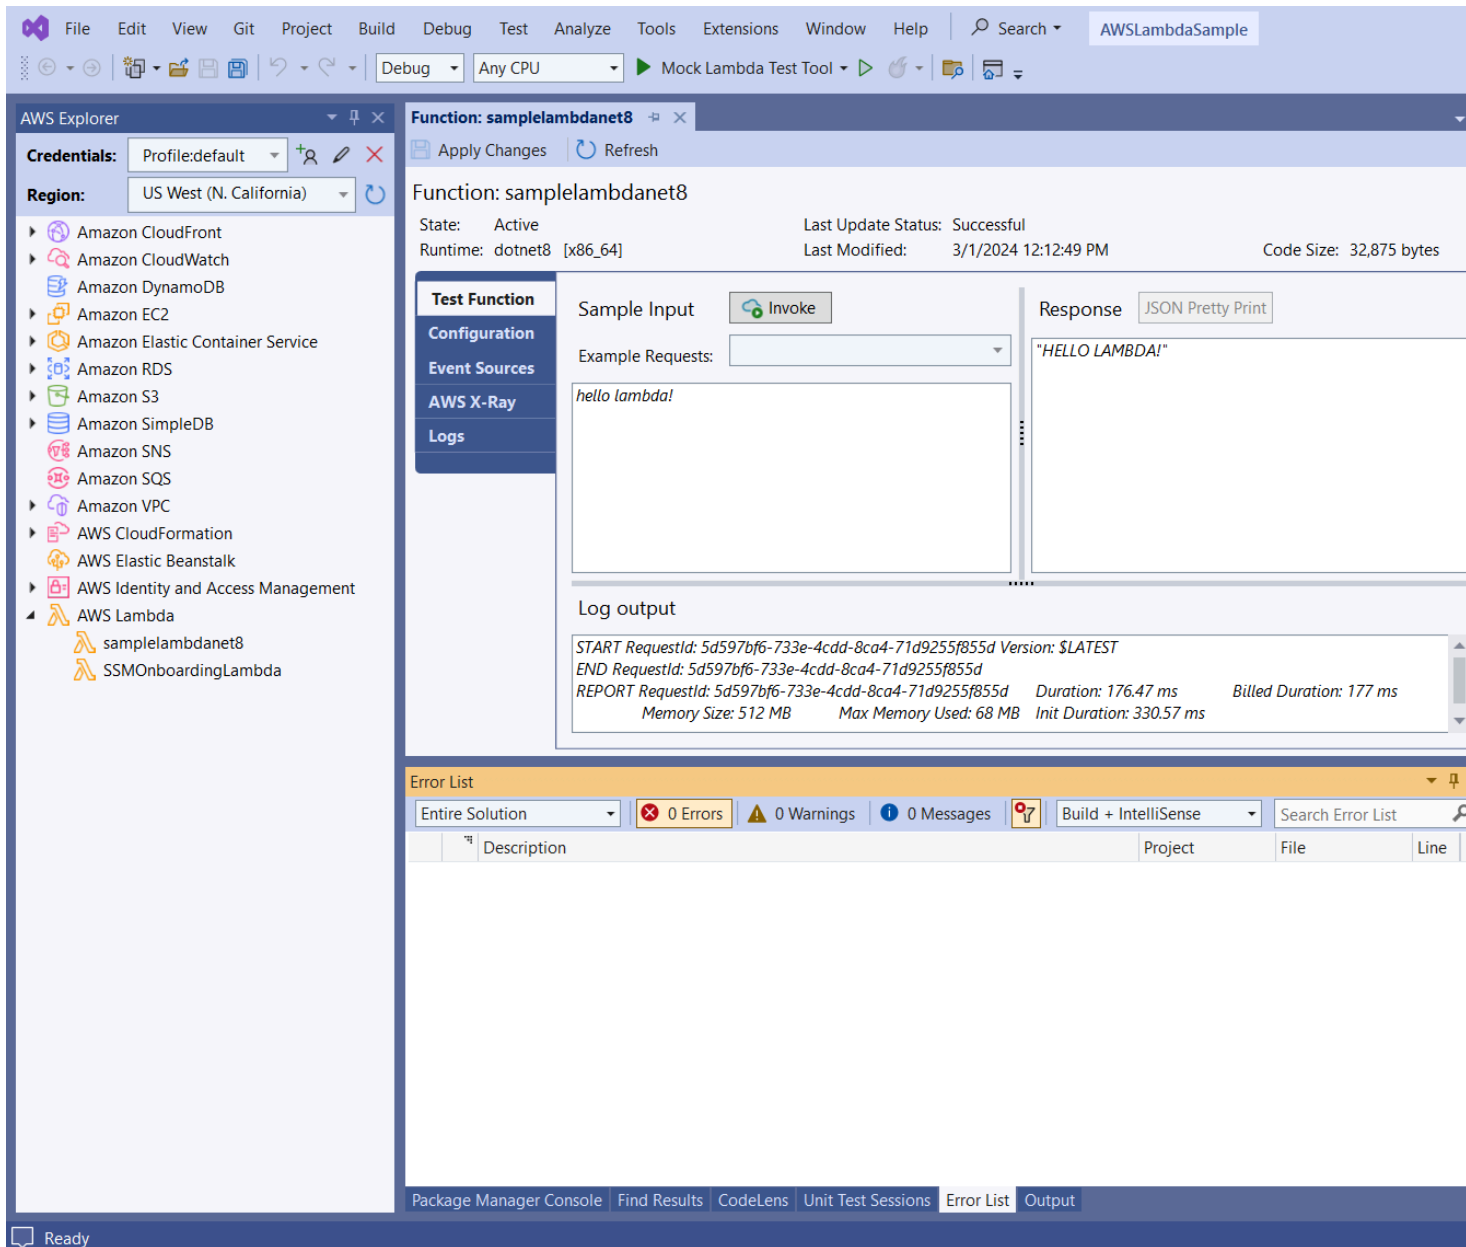 File Edit View Git Project Build Debug Test Analyze Tools Extensions Window Help Search AWSLambdaSample
Debug Any CPU Mock Lambda Test Tool
AWS Explorer
Credentials: Profile:default
Region: US West (N. California)
Amazon CloudFront
Amazon CloudWatch
Amazon DynamoDB
Amazon EC2
Amazon Elastic Container Service
Amazon RDS
Amazon S3
Amazon SimpleDB
Amazon SNS
Amazon SQS
Amazon VPC
AWS CloudFormation
AWS Elastic Beanstalk
AWS Identity and Access Management
AWS Lambda
samplelambdanet8
SSMOnboardingLambda
Function: samplelambdanet8
Apply Changes Refresh
Function: samplelambdanet8
State: Active Last Update Status: Successful
Runtime: dotnet8 [x86_64] Last Modified: 3/1/2024 12:12:49 PM Code Size: 32,875 bytes
Test Function
Configuration
Event Sources
AWS X-Ray
Logs
Sample Input Invoke
Example Requests:
hello lambda!
Response JSON Pretty Print
"HELLO LAMBDA!"
Log output
START RequestId: 5d597bf6-733e-4cdd-8ca4-71d9255f855d Version: $LATEST
END RequestId: 5d597bf6-733e-4cdd-8ca4-71d9255f855d
REPORT RequestId: 5d597bf6-733e-4cdd-8ca4-71d9255f855d Duration: 176.47 ms Billed Duration: 177 ms
Memory Size: 512 MB Max Memory Used: 68 MB Init Duration: 330.57 ms
Error List
Entire Solution 0 Errors 0 Warnings 0 Messages Build + IntelliSense Search Error List
Description Project File Line
Package Manager Console Find Results CodeLens Unit Test Sessions Error List Output
Ready